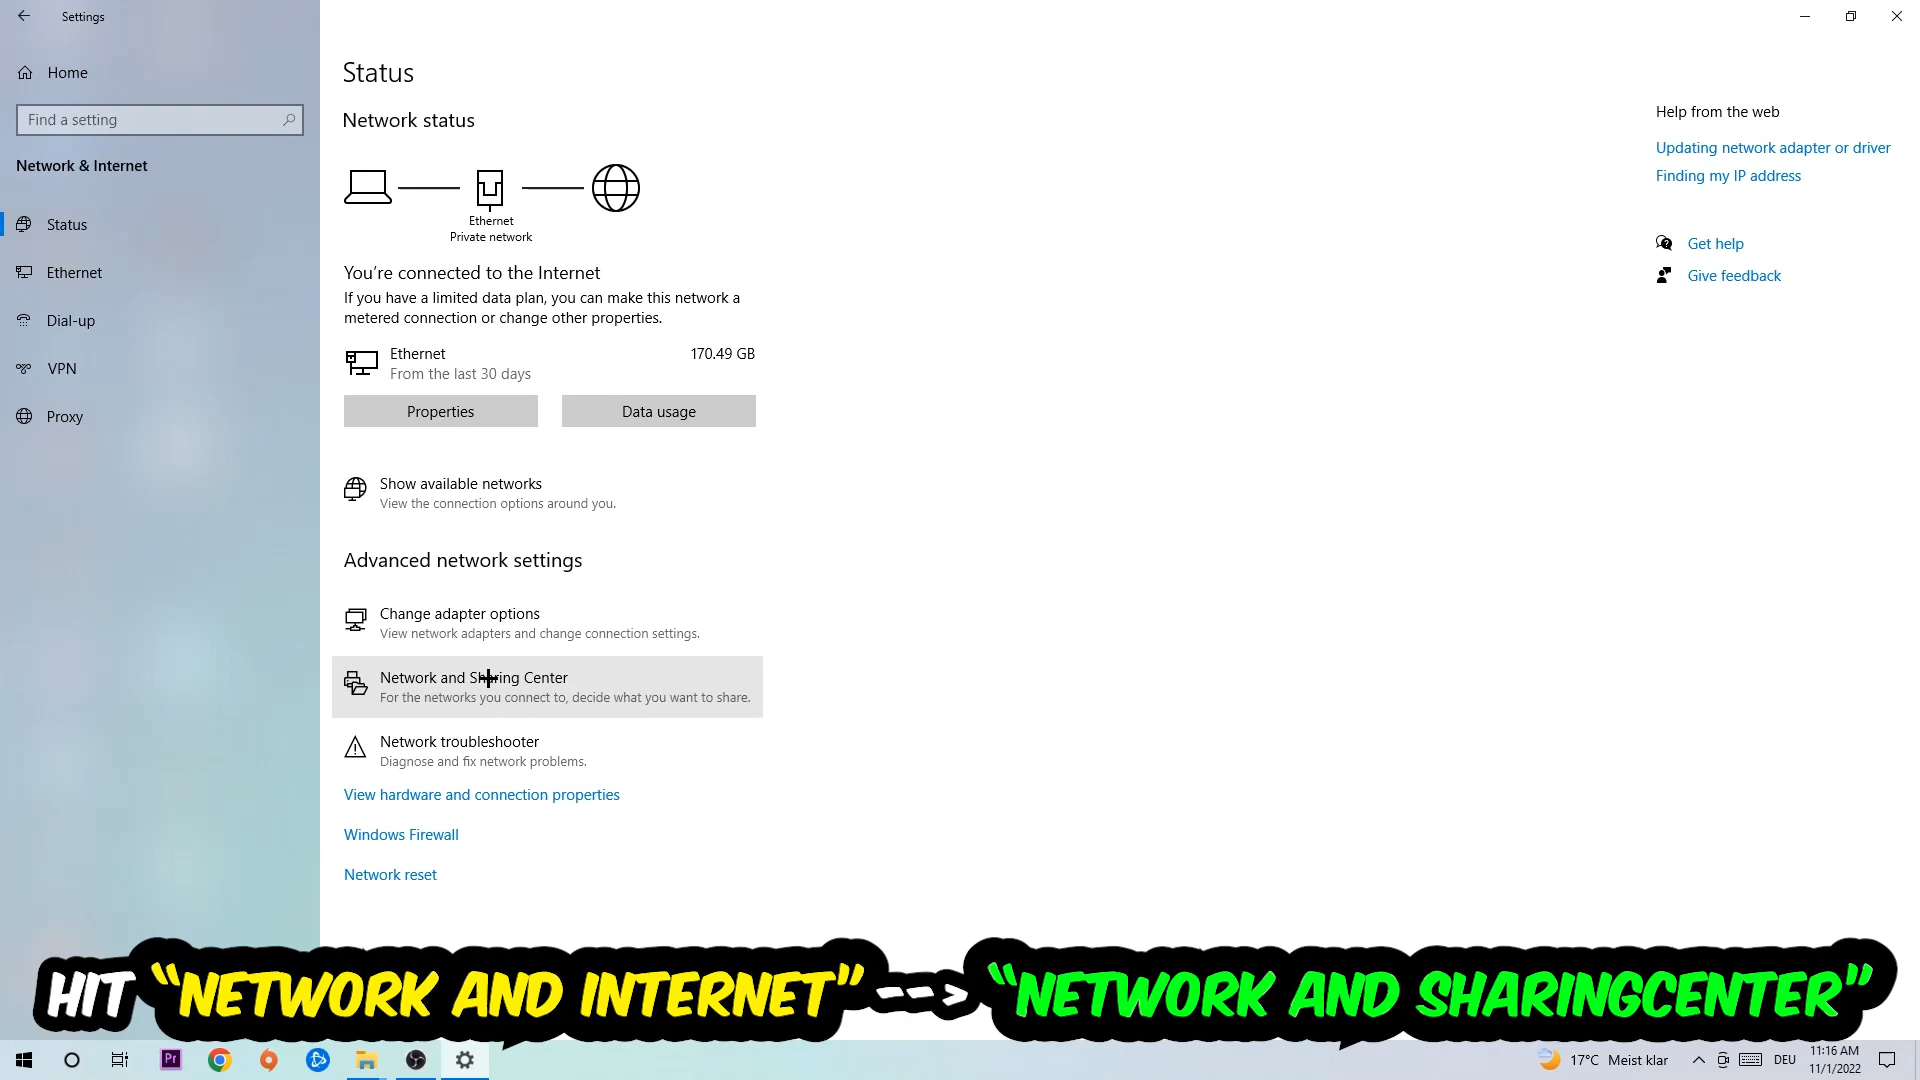 Settings
Home
Find a setting
Network & Internet
Status
Ethernet
Dial-up
VPN
Proxy
Status
Network status
Ethernet
Private network
You're connected to the Internet
If you have a limited data plan, you can make this network a
metered connection or change other properties.
Ethernet 170.49 GB
From the last 30 days
Properties Data usage
Show available networks
View the connection options around you.
Advanced network settings
Change adapter options
View network adapters and change connection settings.
Network and Sharing Center
For the networks you connect to, decide what you want to share.
Network troubleshooter
Diagnose and fix network problems.
View hardware and connection properties
Windows Firewall
Network reset
Help from the web
Updating network adapter or driver
Finding my IP address
Get help
Give feedback
HIT "NETWORK AND INTERNET" ---> "NETWORK AND SHARINGCENTER"
Pr
17°C Meist klar DEU
11:16 AM
11/1/2022